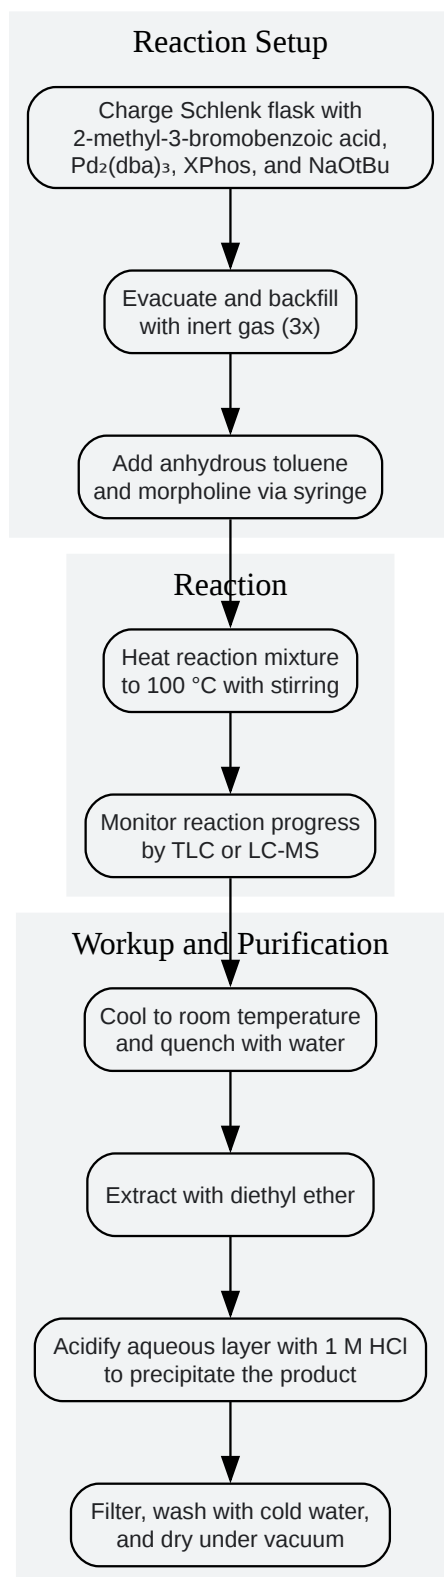 Reaction Setup
Charge Schlenk flask with
2-methyl-3-bromobenzoic acid,
Pd₂(dba)₃, XPhos, and NaOtBu
Evacuate and backfill
with inert gas (3x)
Add anhydrous toluene
and morpholine via syringe
Reaction
Heat reaction mixture
to 100 °C with stirring
Monitor reaction progress
by TLC or LC-MS
Workup and Purification
Cool to room temperature
and quench with water
Extract with diethyl ether
Acidify aqueous layer with 1 M HCl
to precipitate the product
Filter, wash with cold water,
and dry under vacuum